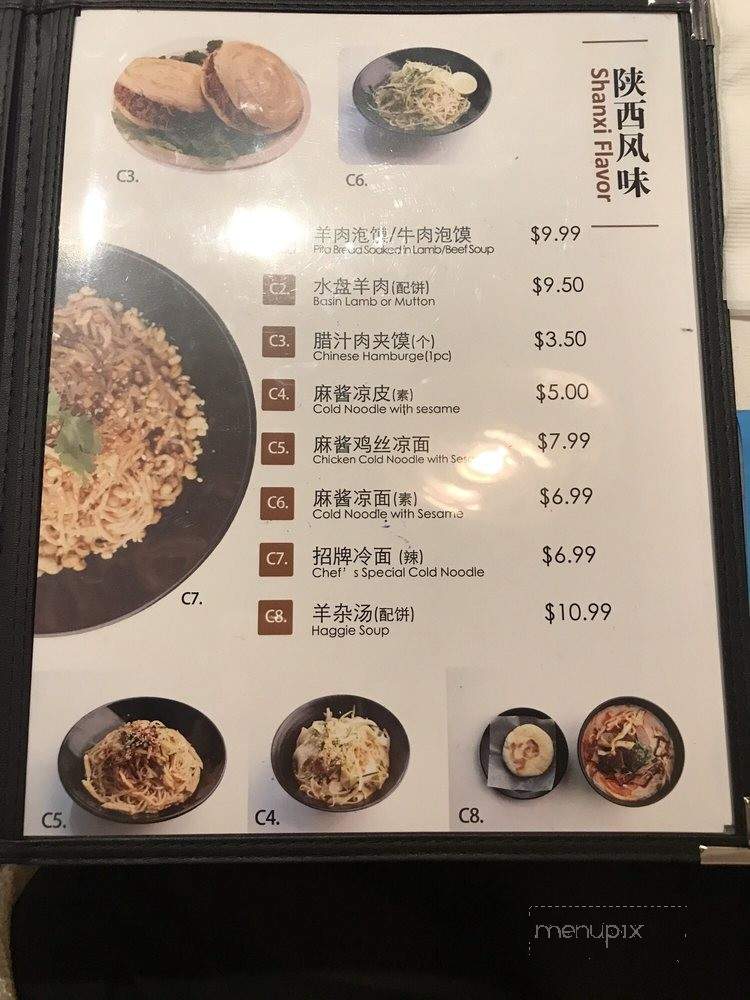 陕西风味
Shanxi Flavor
C3.
C6.
羊肉泡馍/牛肉泡馍 $9.99
Pita Bread Soaked in Lamb/Beef Soup
C2. 水盘羊肉(配饼) $9.50
Basin Lamb or Mutton
C3. 腊汁肉夹馍(个) $3.50
Chinese Hamburge(1pc)
C4. 麻酱凉皮(素) $5.00
Cold Noodle with sesame
C5. 麻酱鸡丝凉面 $7.99
Chicken Cold Noodle with
C6. 麻酱凉面(素) $6.99
Cold Noodle with Sesame
C7. 招牌冷面 (辣) $6.99
Chef's Special Cold Noodle
C8. 羊杂汤(配饼) $10.99
Haggie Soup
C7.
C5.
C4.
C8.
menupix